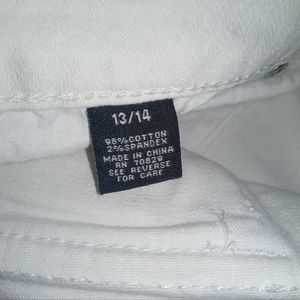 13/14
98%COTTON
2%SPANDEX
MADE IN CHINA
RN 70829
SEE REVERSE
FOR CARE